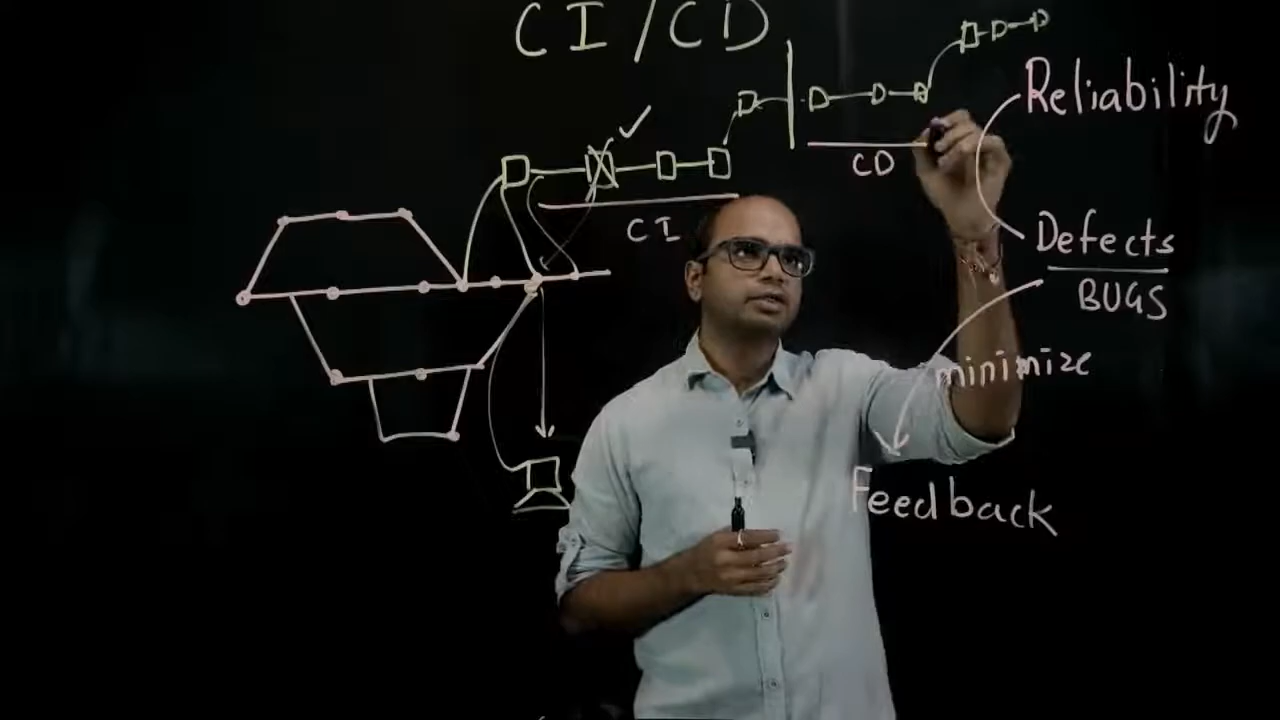 CI/CD
Reliability
CD
CI
Defects
BUGS
minimize
Feedback